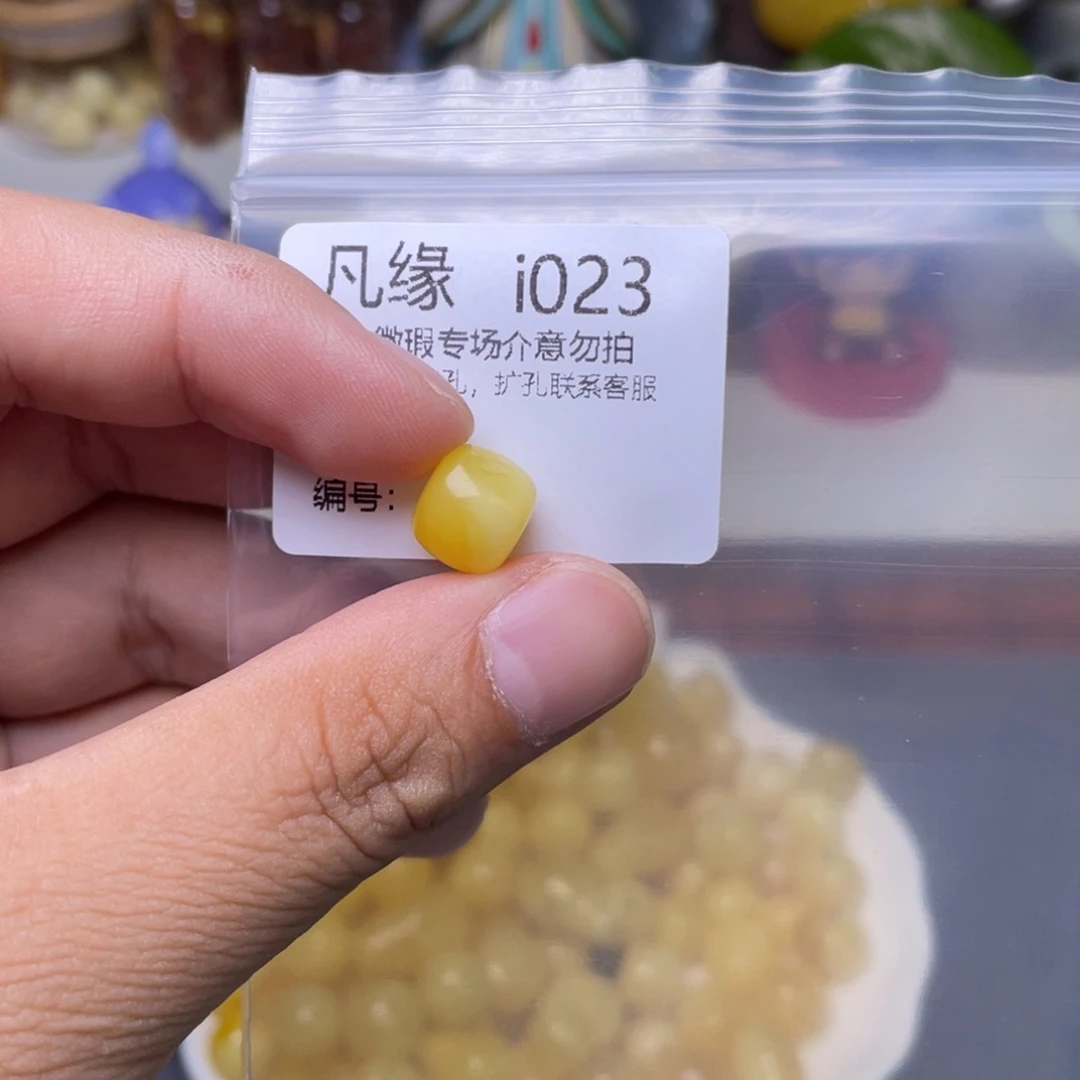 凡缘 i023
微瑕专场介意勿拍
孔，扩孔联系客服
编号：